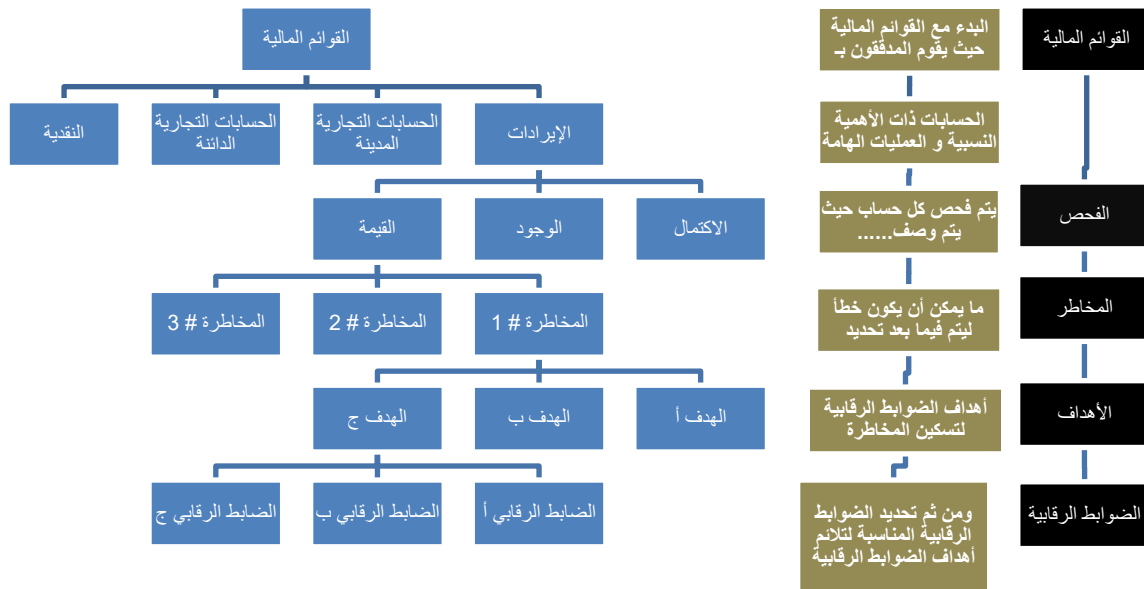 القوائم المالية
البدء مع القوائم المالية
حيث يقوم المدققون بـ
القوائم المالية
الحسابات ذات الأهمية
النسبية و العمليات الهامة
الإيرادات
الحسابات التجارية
المدينة
الحسابات التجارية
الدائنة
النقدية
الفحص
يتم فحص كل حساب حيث
يتم وصف......
الاكتمال
الوجود
القيمة
المخاطر
ما يمكن أن يكون خطأ
ليتم فيما بعد تحديد
المخاطرة # 1
المخاطرة # 2
المخاطرة # 3
الأهداف
أهداف الضوابط الرقابية
لتسكين المخاطرة
الهدف أ
الهدف ب
الهدف ج
الضوابط الرقابية
ومن ثم تحديد الضوابط
الرقابية المناسبة لتلائم
أهداف الضوابط الرقابية
الضابط الرقابي أ
الضابط الرقابي ب
الضابط الرقابي ج